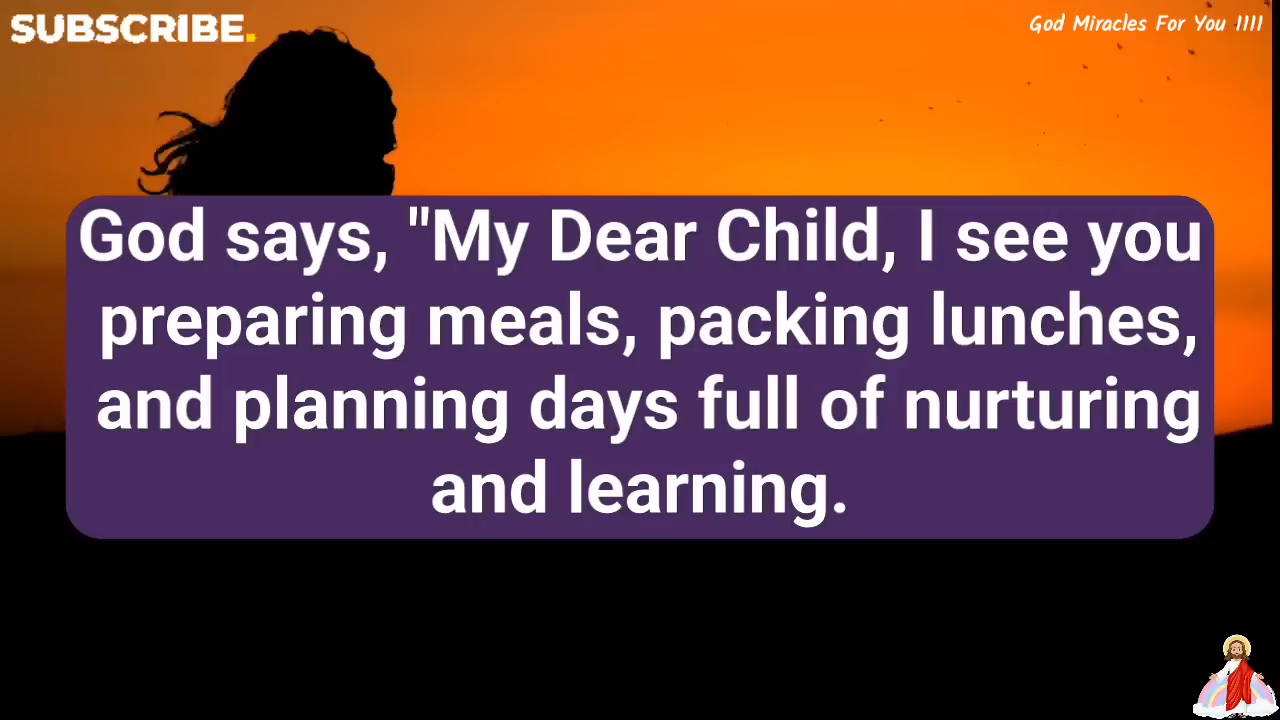 SUBSCRIBE.
God Miracles For You 1111
God says, "My Dear Child, I see you
preparing meals, packing lunches,
and planning days full of nurturing
and learning.